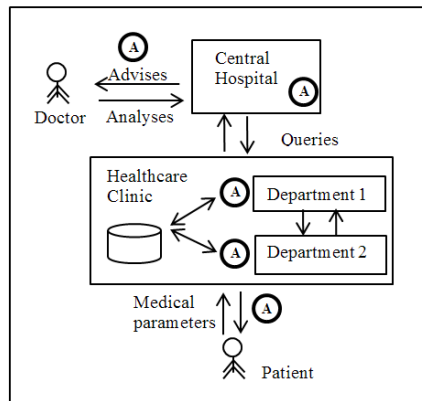 A
Central
Hospital
A
Advises
Doctor
Analyses
Queries
Healthcare
Clinic
A
Department 1
A
Department 2
Medical
parameters
A
Patient